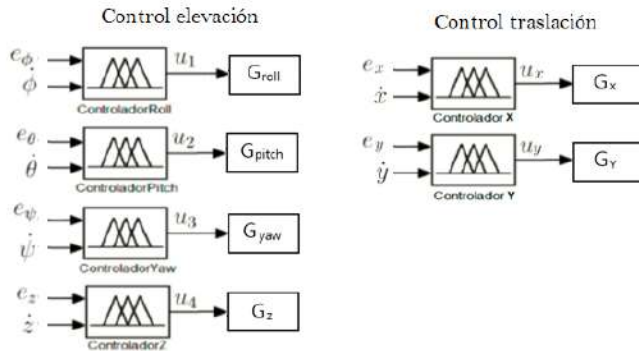 Control elevación
e_ϕ
ϕ̇
u_1
G_roll
ControladorRoll
e_θ
θ̇
u_2
G_pitch
ControladorPitch
e_ψ
ψ̇
u_3
G_yaw
ControladorYaw
e_z
ż
u_4
G_z
ControladorZ
Control traslación
e_x
ẋ
u_x
G_x
Controlador X
e_y
ẏ
u_y
G_Y
Controlador Y